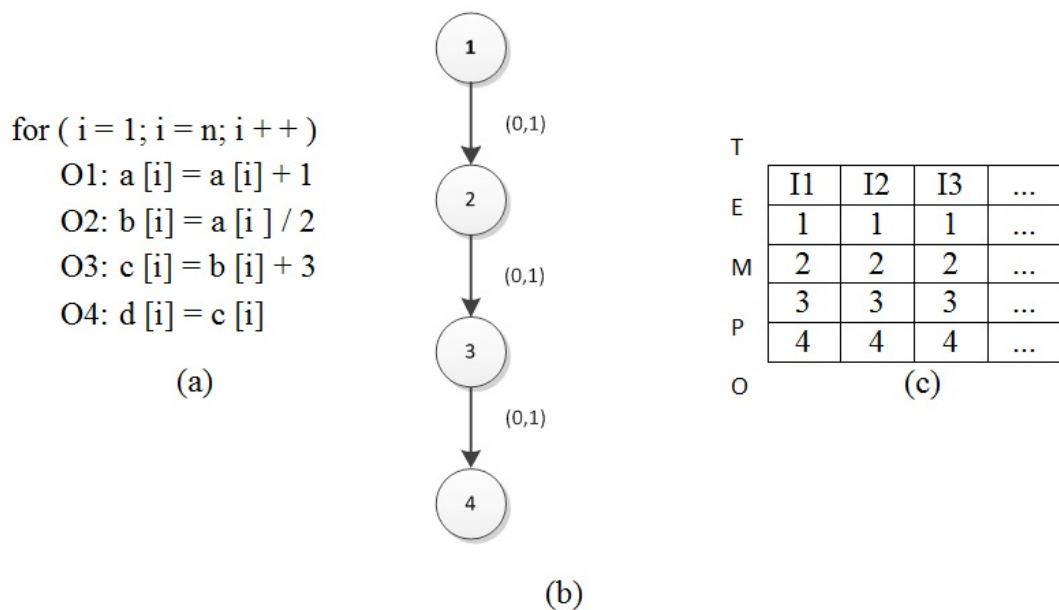 for ( i = 1; i = n; i + + )
O1: a [i] = a [i] + 1
O2: b [i] = a [i ] / 2
O3: c [i] = b [i] + 3
O4: d [i] = c [i]
(a)
1
(0,1)
2
(0,1)
3
(0,1)
4
(b)
T
E
M
P
O
I1 I2 I3 ...
1 1 1 ...
2 2 2 ...
3 3 3 ...
4 4 4 ...
(c)